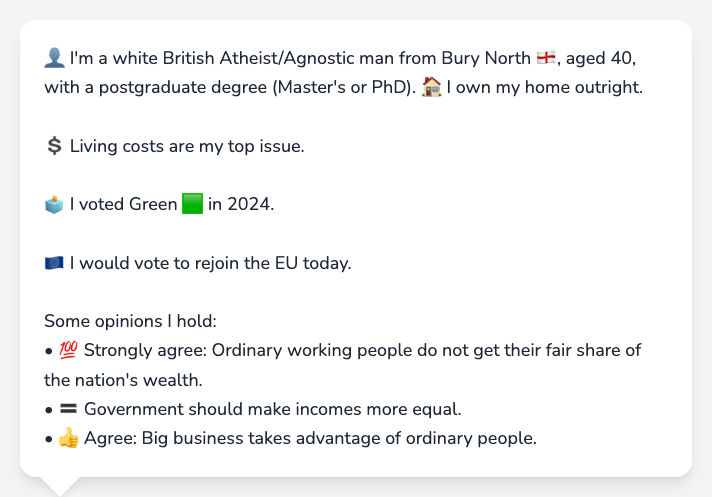 👤 I'm a white British Atheist/Agnostic man from Bury North 🏴󠁧󠁢󠁥󠁮󠁧󠁿, aged 40,
with a postgraduate degree (Master's or PhD). 🏠 I own my home outright.
💲 Living costs are my top issue.
🗳️ I voted Green 🟩 in 2024.
🇪🇺 I would vote to rejoin the EU today.
Some opinions I hold:
• 💯 Strongly agree: Ordinary working people do not get their fair share of
the nation's wealth.
• 🟰 Government should make incomes more equal.
• 👍 Agree: Big business takes advantage of ordinary people.